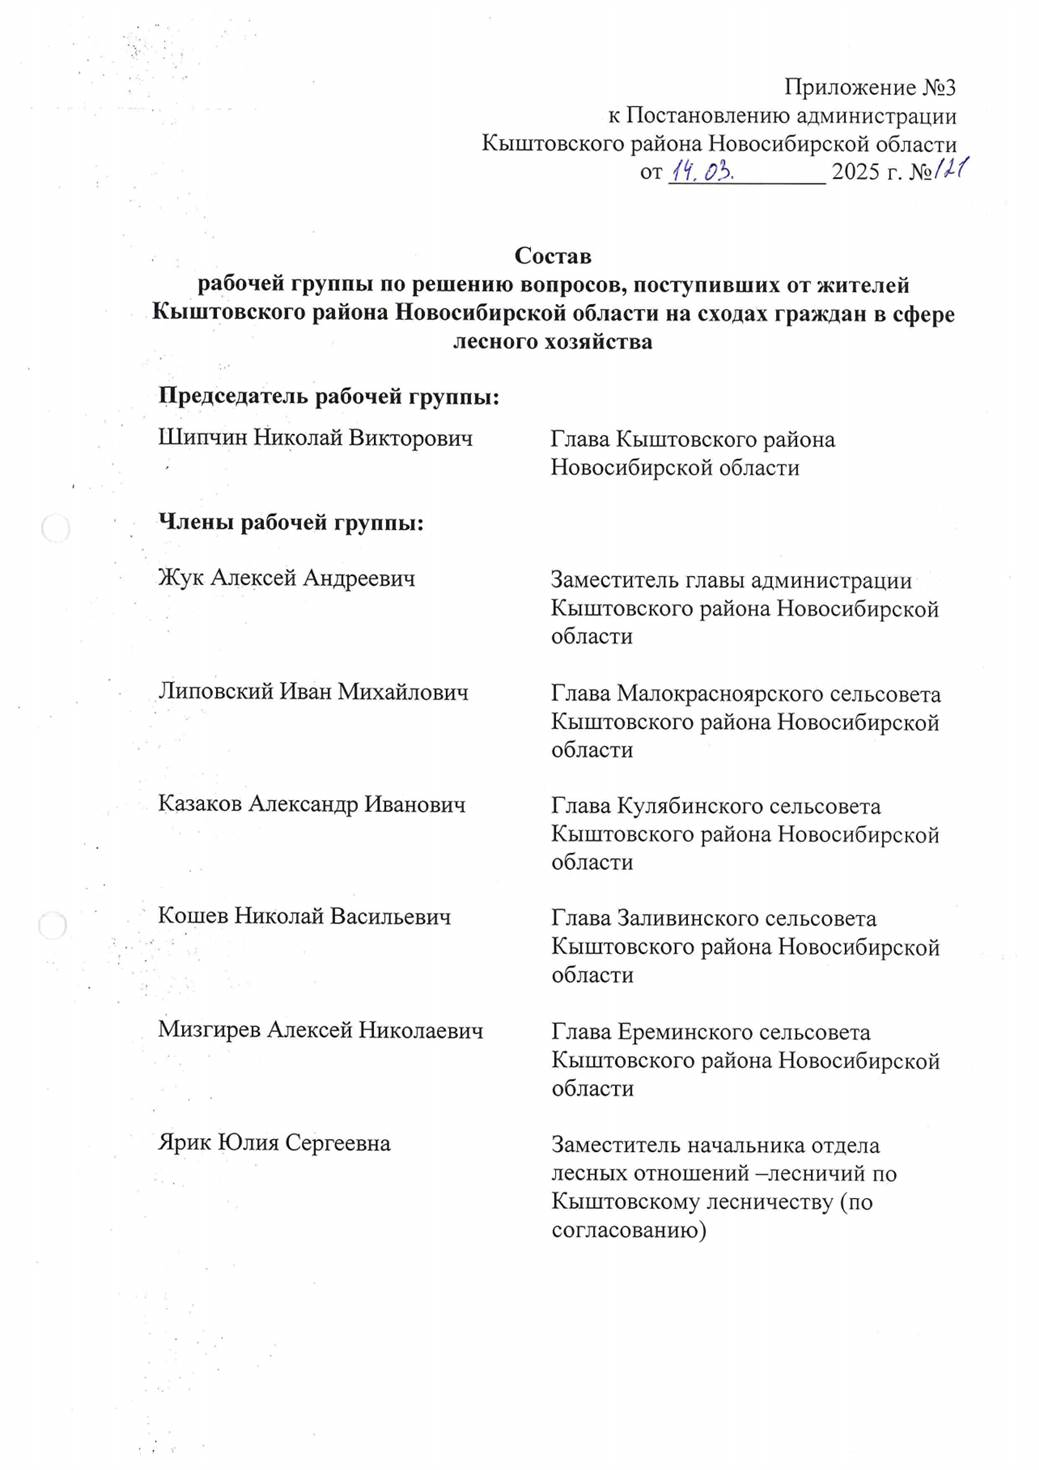 Приложение №3
к Постановлению администрации
Кыштовского района Новосибирской области
от 14.03. 2025 г. №121
Состав
рабочей группы по решению вопросов, поступивших от жителей
Кыштовского района Новосибирской области на сходах граждан в сфере
лесного хозяйства
Председатель рабочей группы:
Шипчин Николай Викторович Глава Кыштовского района
Новосибирской области
Члены рабочей группы:
Жук Алексей Андреевич Заместитель главы администрации
Кыштовского района Новосибирской
области
Липовский Иван Михайлович Глава Малокрасноярского сельсовета
Кыштовского района Новосибирской
области
Казаков Александр Иванович Глава Кулябинского сельсовета
Кыштовского района Новосибирской
области
Кошев Николай Васильевич Глава Заливинского сельсовета
Кыштовского района Новосибирской
области
Мизгирев Алексей Николаевич Глава Ереминского сельсовета
Кыштовского района Новосибирской
области
Ярик Юлия Сергеевна Заместитель начальника отдела
лесных отношений –лесничий по
Кыштовскому лесничеству (по
согласованию)